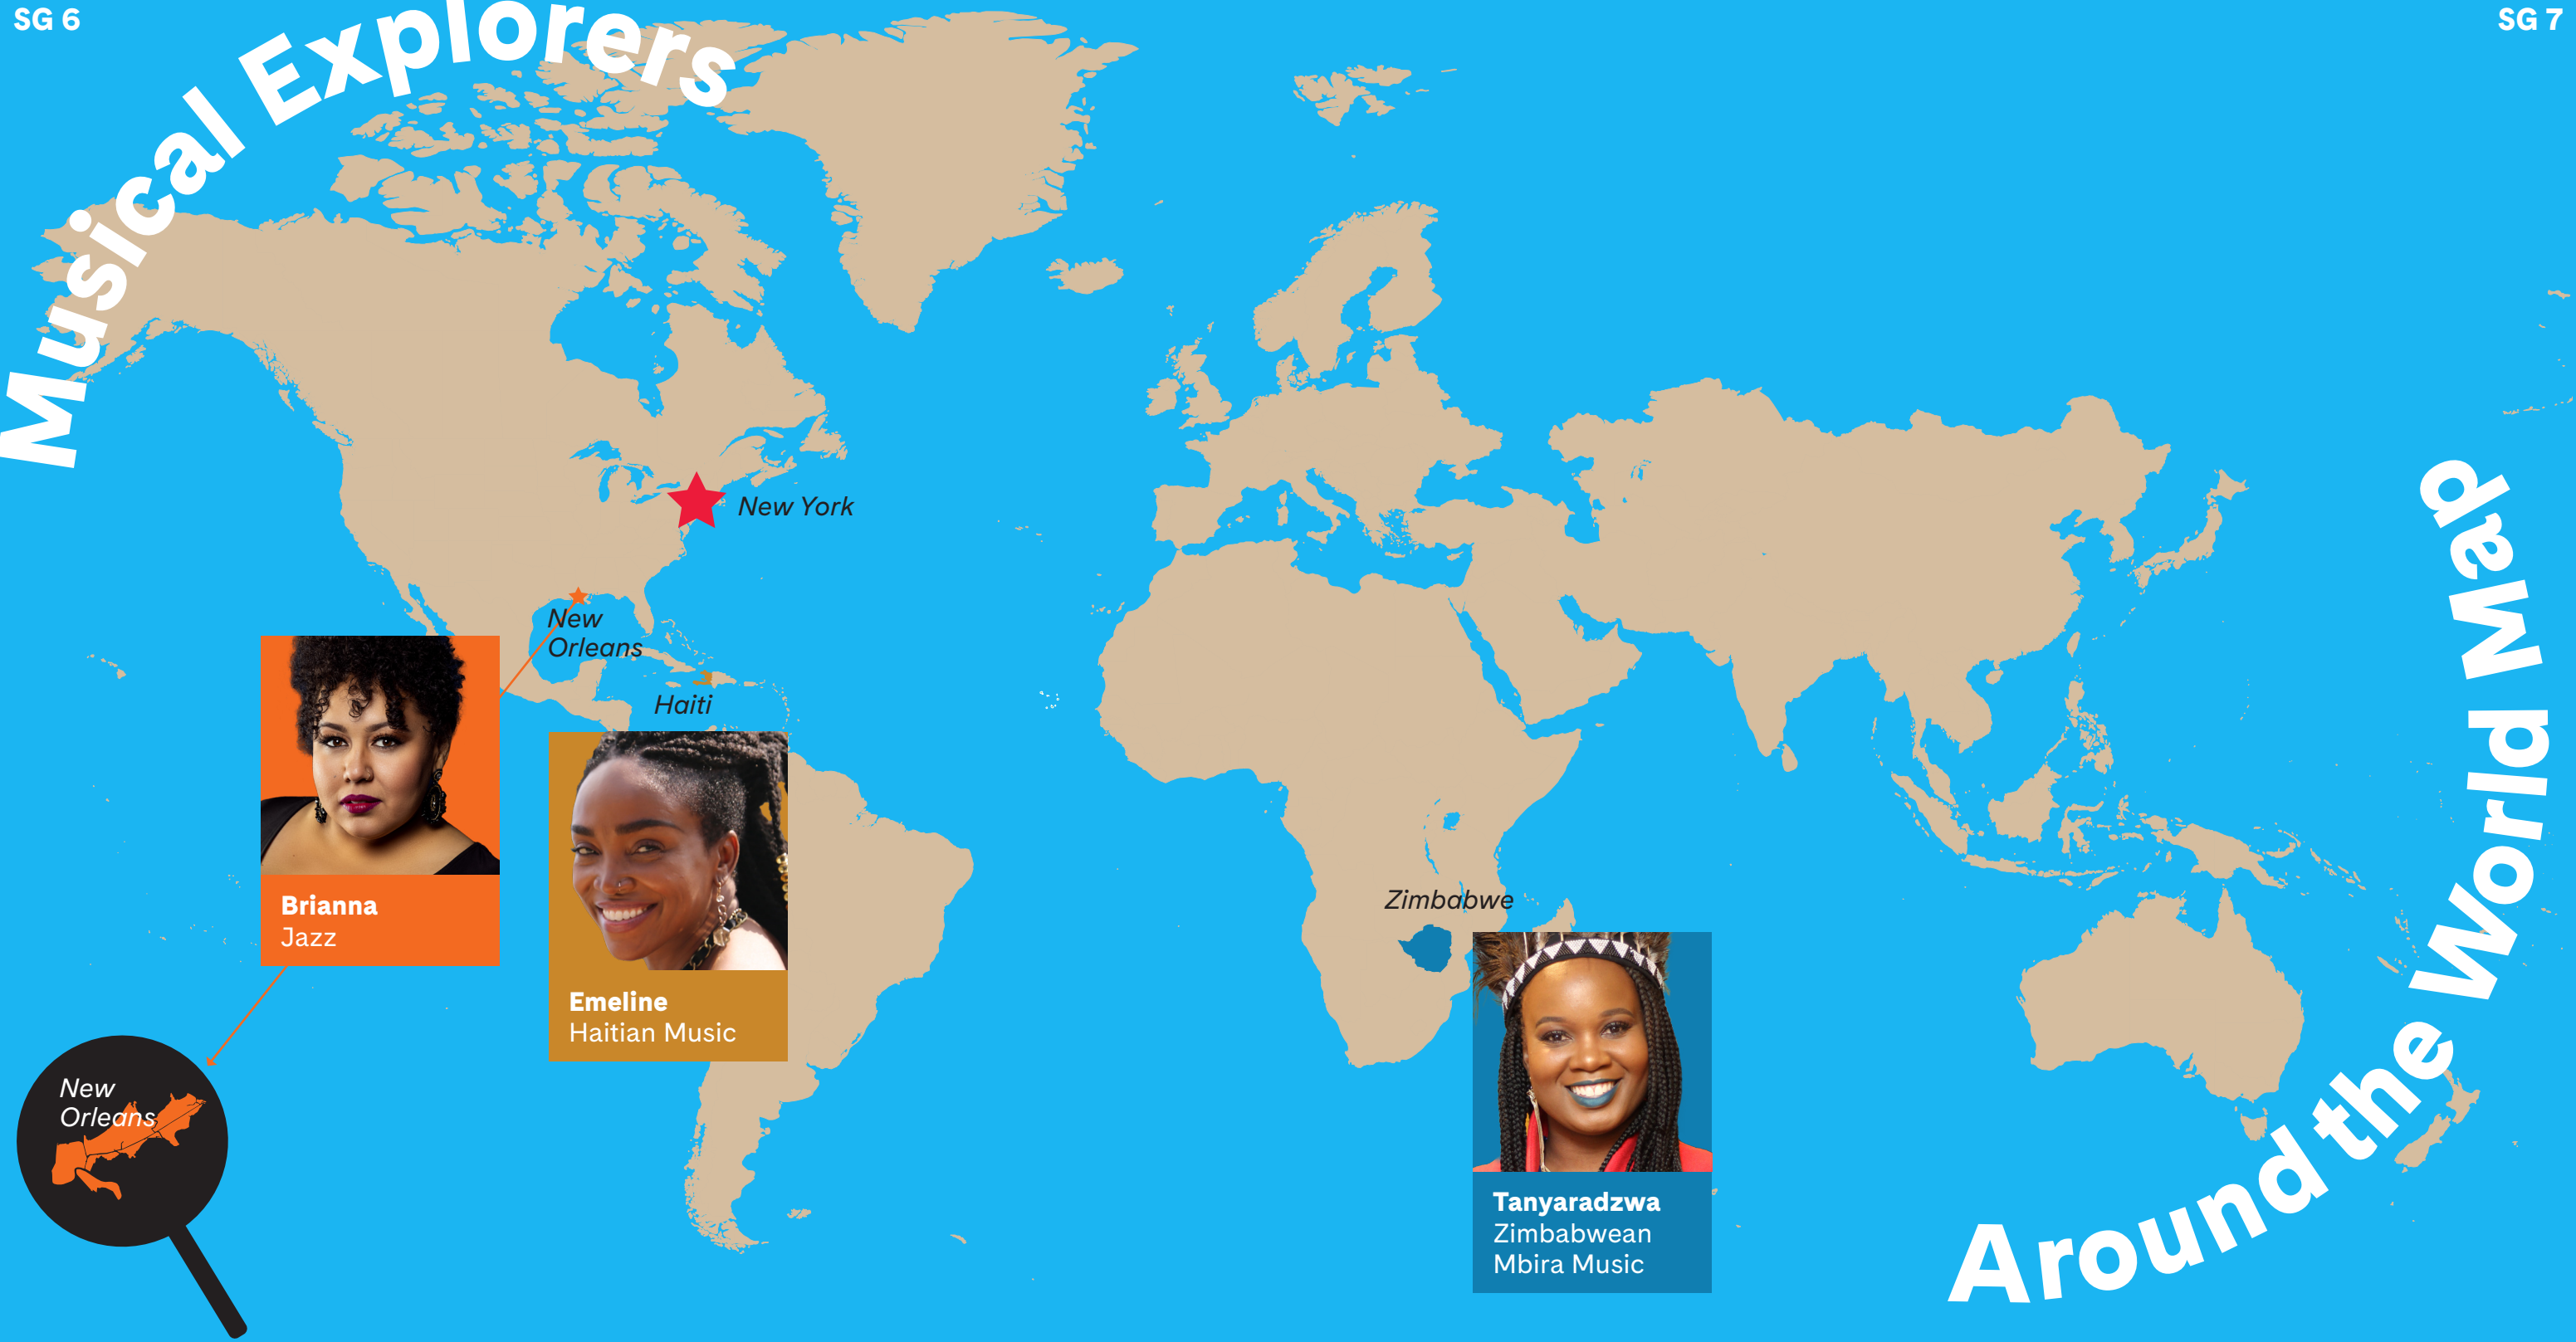 SG 6
SG 7
Musical Explorers
Around the World Map
New York
New
Orleans
Haiti
Brianna
Jazz
Emeline
Haitian Music
Zimbabwe
Tanyaradzwa
Zimbabwean
Mbira Music
New
Orleans